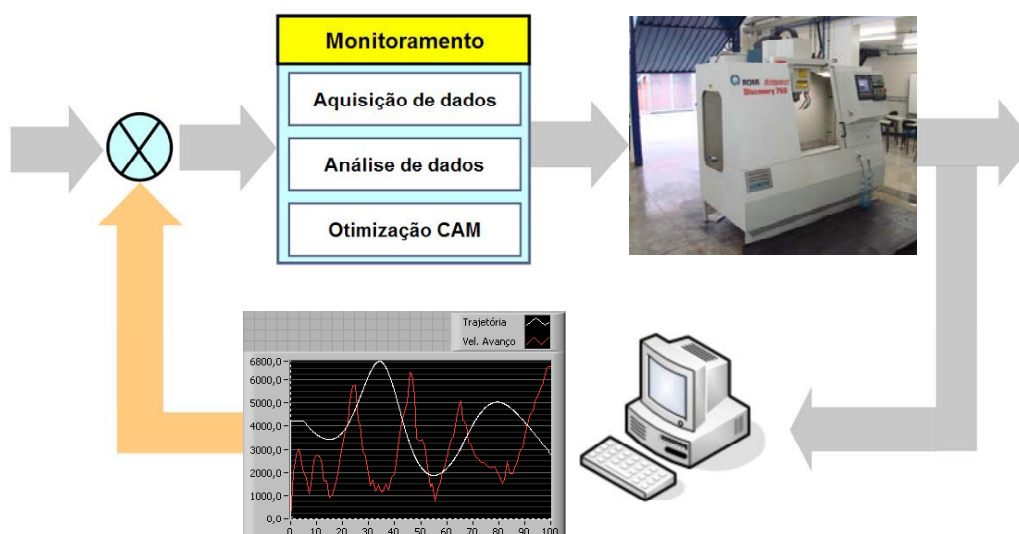 Monitoramento
Aquisição de dados
Análise de dados
Otimização CAM
ROMI
Discovery 760
Trajetória
Vel. Avanço
6800,0
6000,0
5000,0
4000,0
3000,0
2000,0
1000,0
0,0
0 10 20 30 40 50 60 70 80 90 100